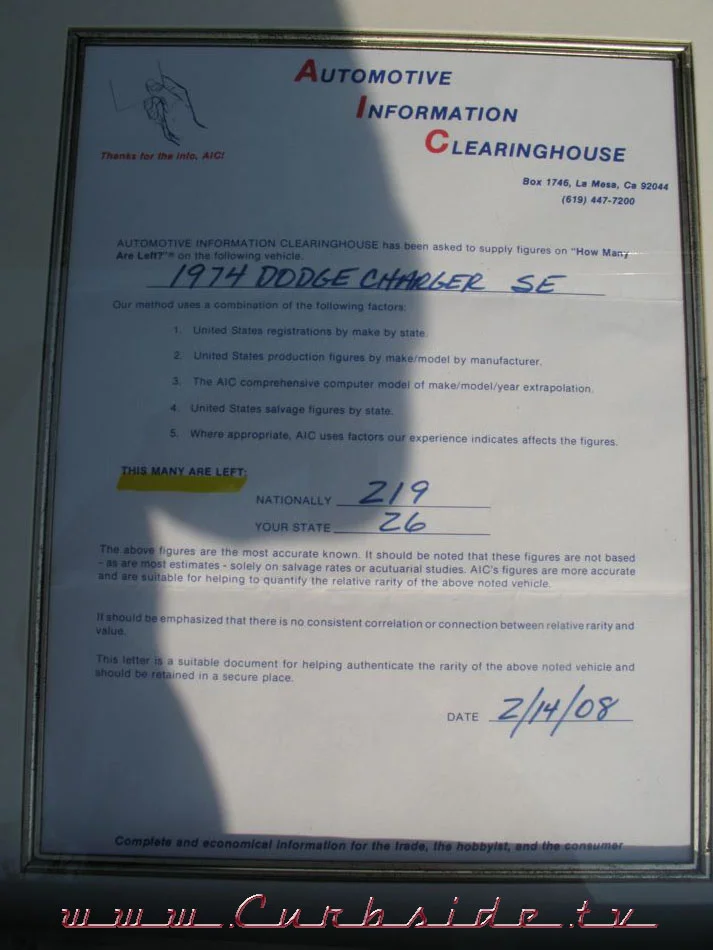 AUTOMOTIVE
INFORMATION
CLEARINGHOUSE
Thanks for the info, AIC!
Box 1746, La Mesa, Ca 92044
(619) 447-7200
AUTOMOTIVE INFORMATION CLEARINGHOUSE has been asked to supply figures on "How Many
Are Left?"® on the following vehicle.
1974 DODGE CHARGER SE
Our method uses a combination of the following factors:
1. United States registrations by make by state.
2. United States production figures by make/model by manufacturer.
3. The AIC comprehensive computer model of make/model/year extrapolation.
4. United States salvage figures by state.
5. Where appropriate, AIC uses factors our experience indicates affects the figures.
THIS MANY ARE LEFT:
NATIONALLY 219
YOUR STATE 26
The above figures are the most accurate known. It should be noted that these figures are not based
- as are most estimates - solely on salvage rates or acutuarial studies. AIC's figures are more accurate
and are suitable for helping to quantify the relative rarity of the above noted vehicle.
It should be emphasized that there is no consistent correlation or connection between relative rarity and
value.
This letter is a suitable document for helping authenticate the rarity of the above noted vehicle and
should be retained in a secure place.
DATE 2/14/08
Complete and economical information for the trade, the hobbyist, and the consumer
www.Curbside.tv